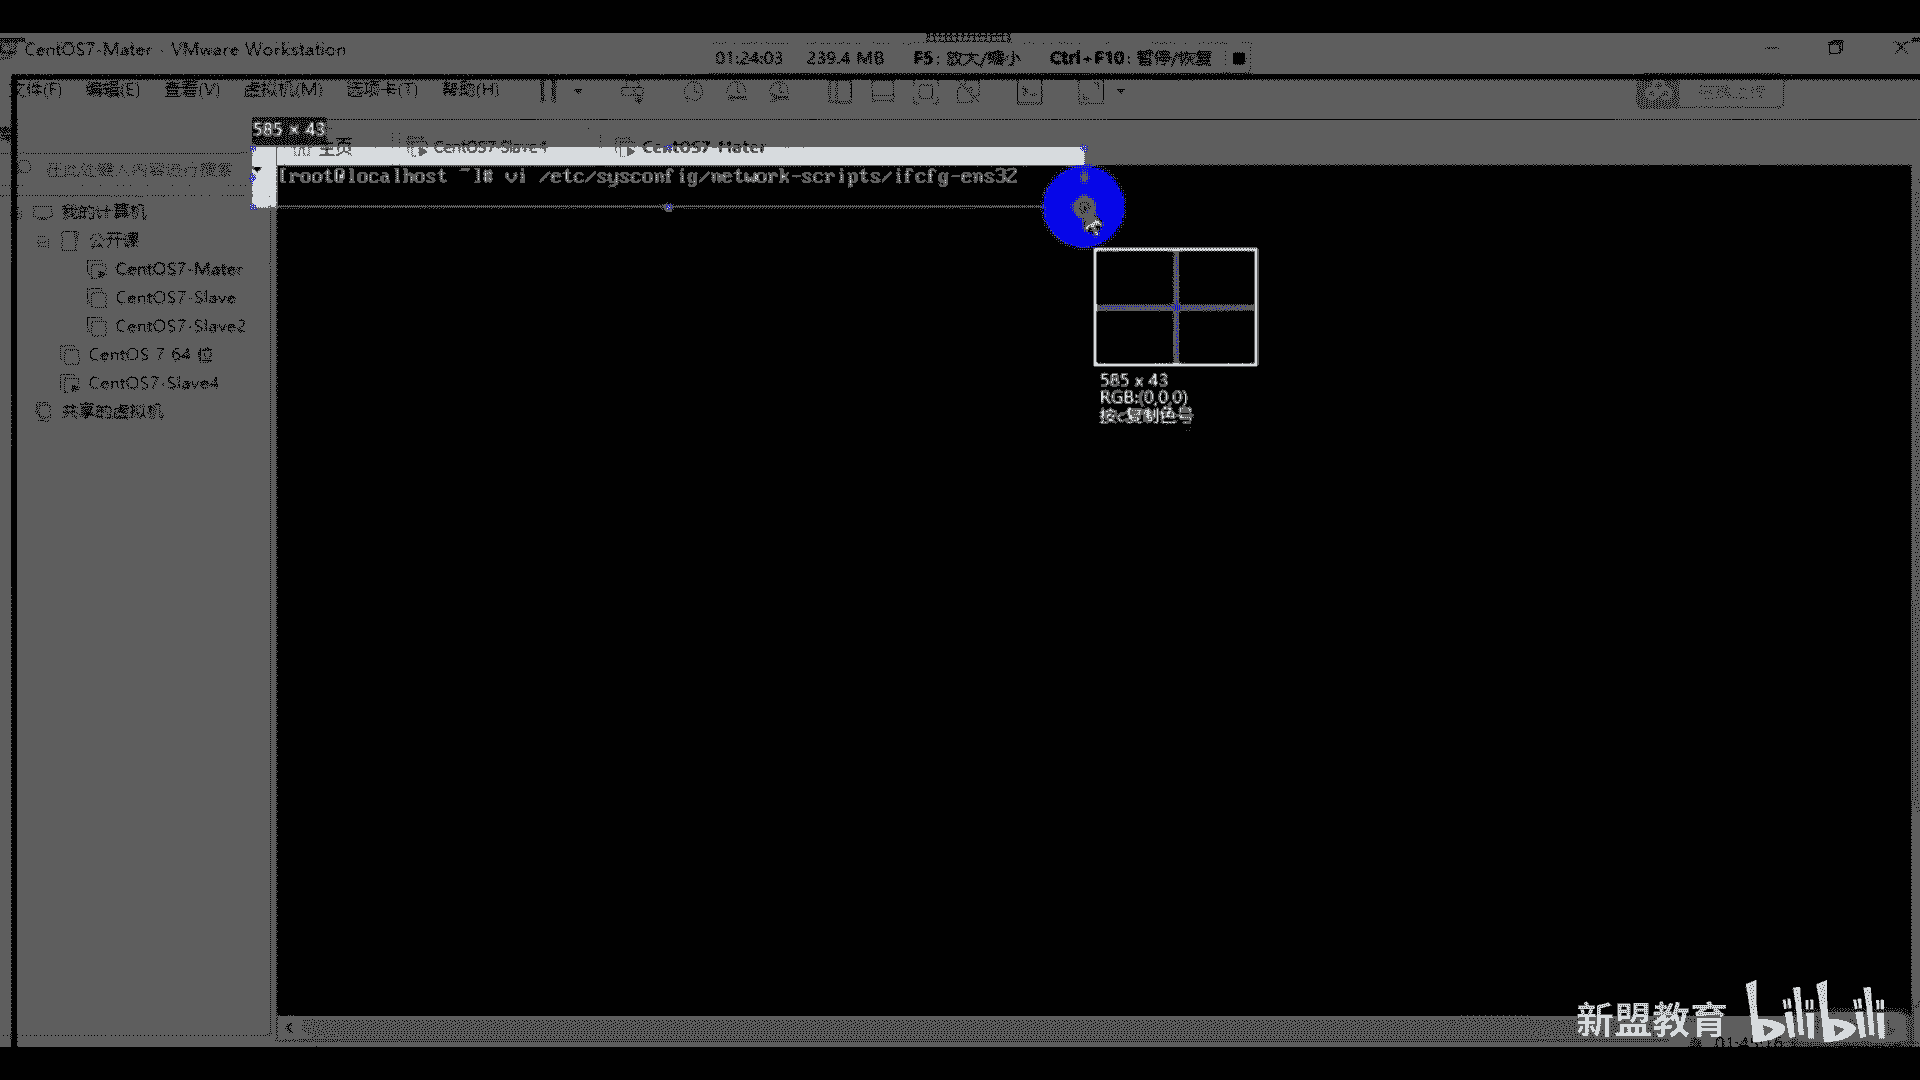 CentOS7-Mater - VMware Workstation
01:24:03 239.4 MB F5: 放大/缩小 Ctrl+F10: 暂停/恢复
文件(F) 编辑(E) 查看(V) 虚拟机(M) 选项卡(T) 帮助(H)
585 × 43
主页 CentOS7-Slave4 CentOS7-Mater
在此处键入内容进行搜索
[root@localhost ~]# vi /etc/sysconfig/network-scripts/ifcfg-ens32
我的计算机
公开课
CentOS7-Mater
CentOS7-Slave
CentOS7-Slave2
CentOS 7 64 位
CentOS7-Slave4
共享的虚拟机
585 x 43
RGB:(0,0,0)
按c复制色号
新盟教育 bilibili